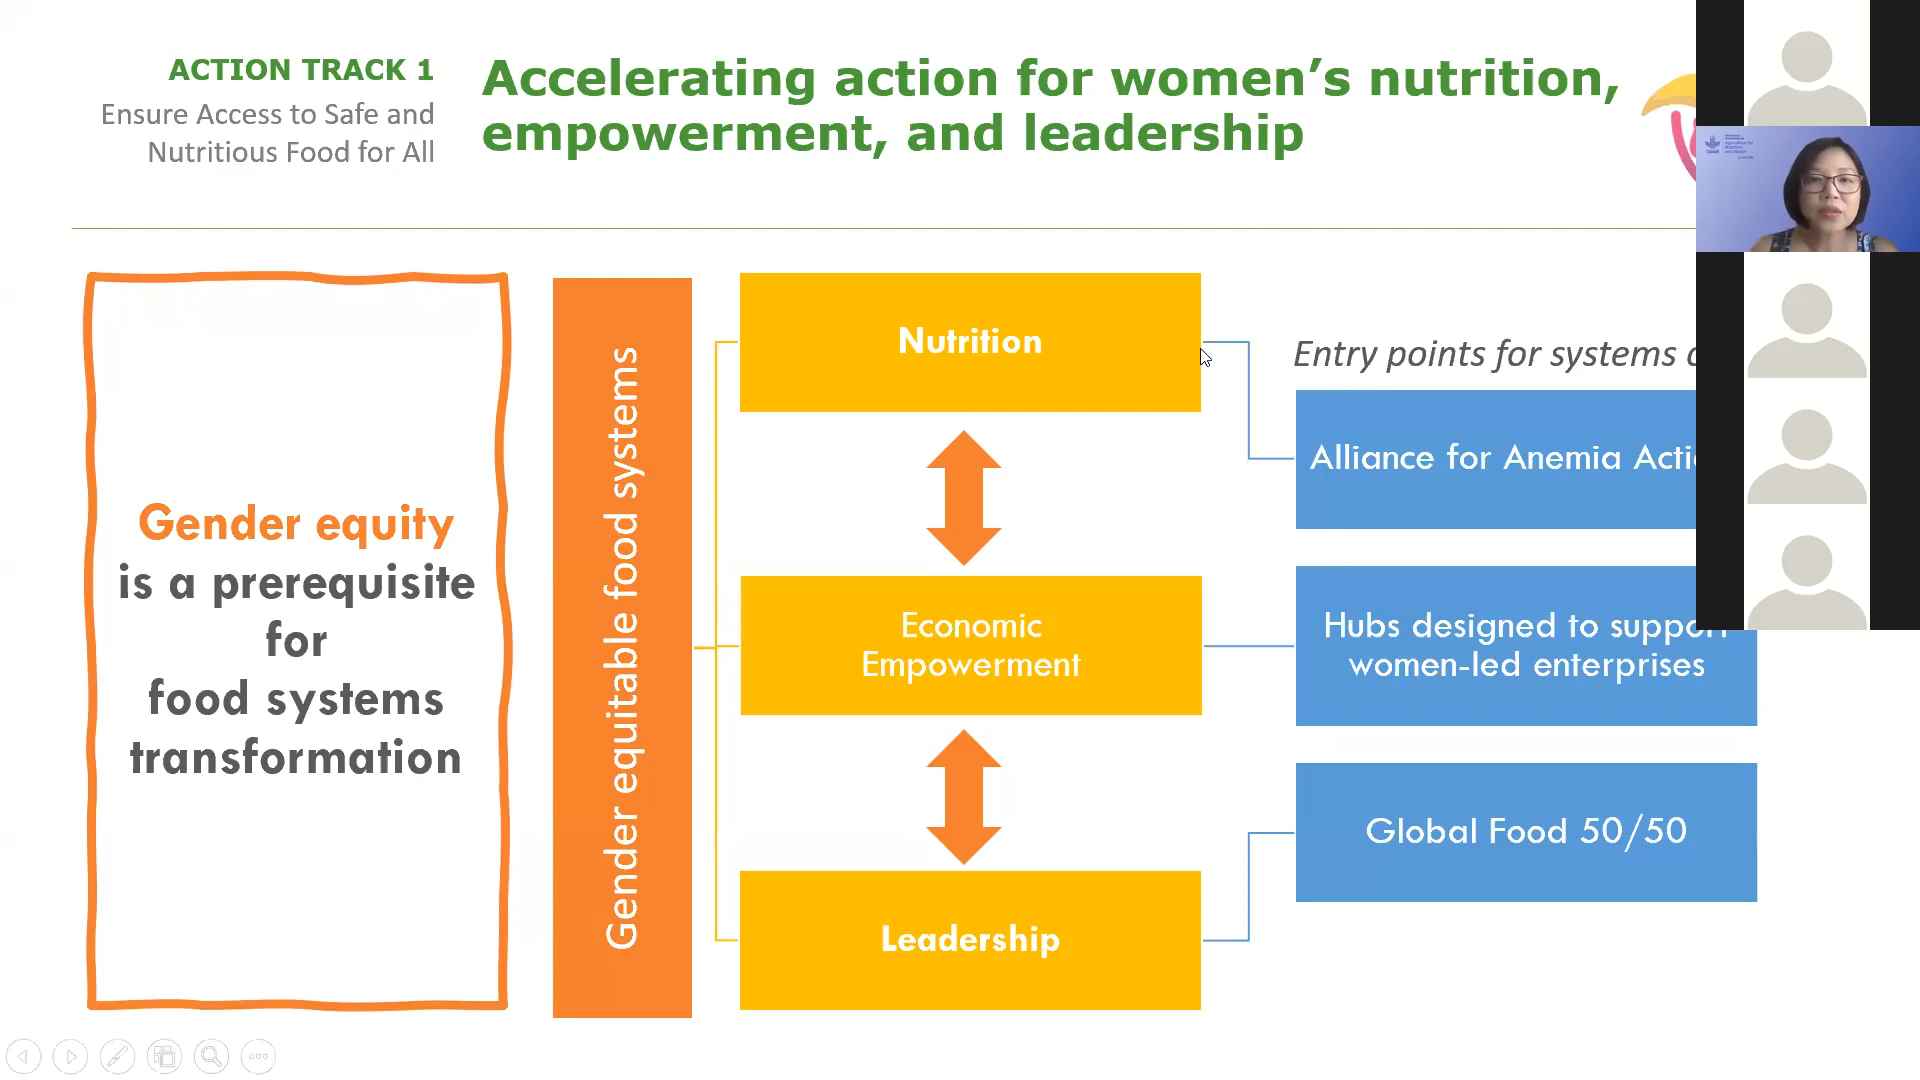 ACTION TRACK 1
Ensure Access to Safe and
Nutritious Food for All
Accelerating action for women’s nutrition,
empowerment, and leadership
Gender equity
is a prerequisite
for
food systems
transformation
Gender equitable food systems
Nutrition
Economic
Empowerment
Leadership
Entry points for systems
Alliance for Anemia
Hubs designed to support
women-led enterprises
Global Food 50/50